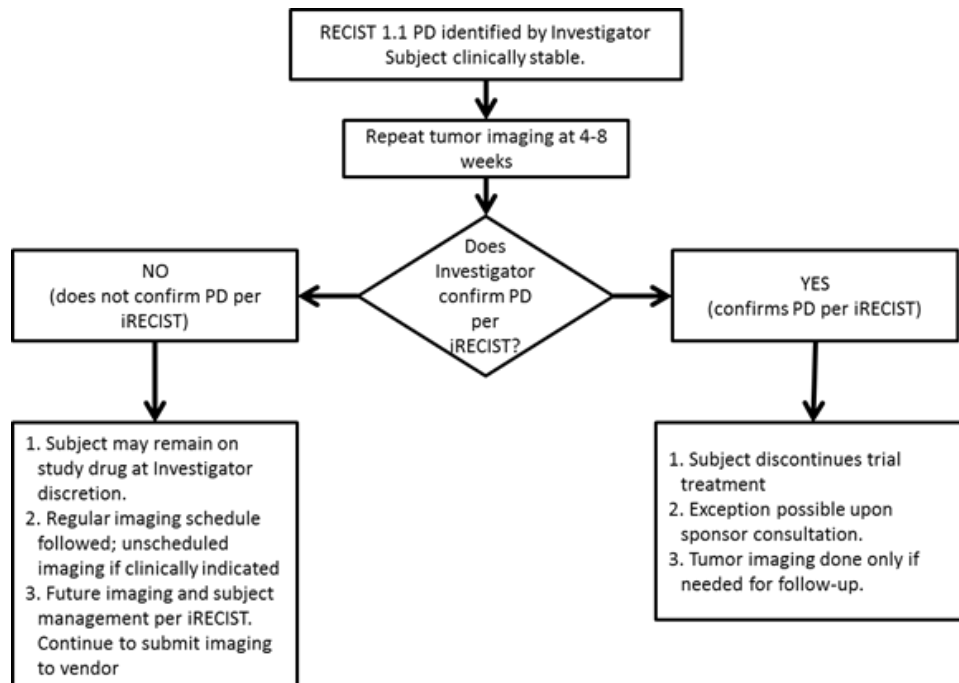 RECIST 1.1 PD identified by Investigator
Subject clinically stable.
Repeat tumor imaging at 4-8
weeks
Does
Investigator
confirm PD
per
iRECIST?
NO
(does not confirm PD per
iRECIST)
YES
(confirms PD per iRECIST)
1. Subject may remain on
study drug at Investigator
discretion.
2. Regular imaging schedule
followed; unscheduled
imaging if clinically indicated
3. Future imaging and subject
management per iRECIST.
Continue to submit imaging
to vendor
1. Subject discontinues trial
treatment
2. Exception possible upon
sponsor consultation.
3. Tumor imaging done only if
needed for follow-up.